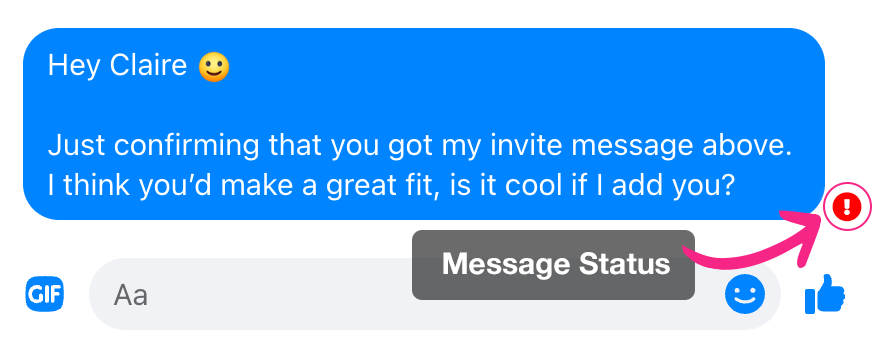 Hey Claire 🙂
Just confirming that you got my invite message above.
I think you’d make a great fit, is it cool if I add you?
Message Status
GIF
Aa